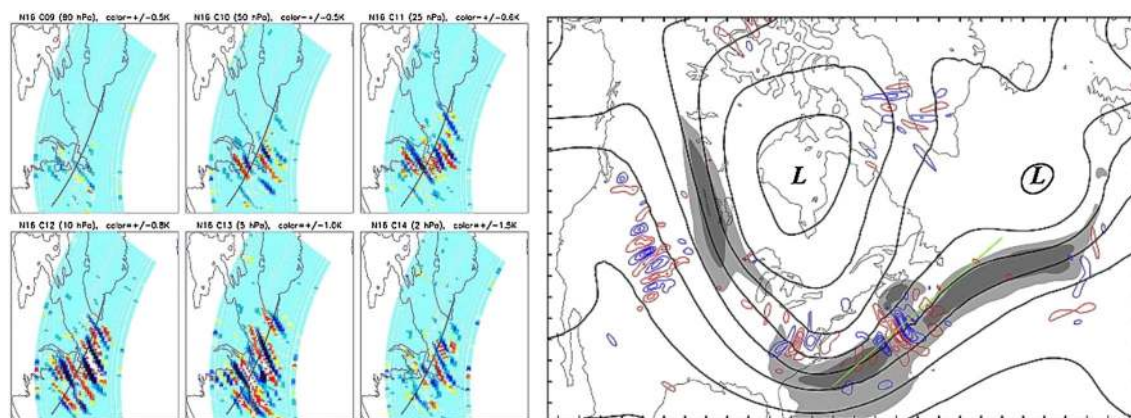 N16 C09 (80 hPa), color=+/-0.5K
N16 C10 (50 hPa), color=+/-0.5K
N16 C11 (25 hPa), color=+/-0.6K
N16 C12 (10 hPa), color=+/-0.8K
N16 C13 (5 hPa), color=+/-1.0K
N16 C14 (2 hPa), color=+/-1.5K
L
L